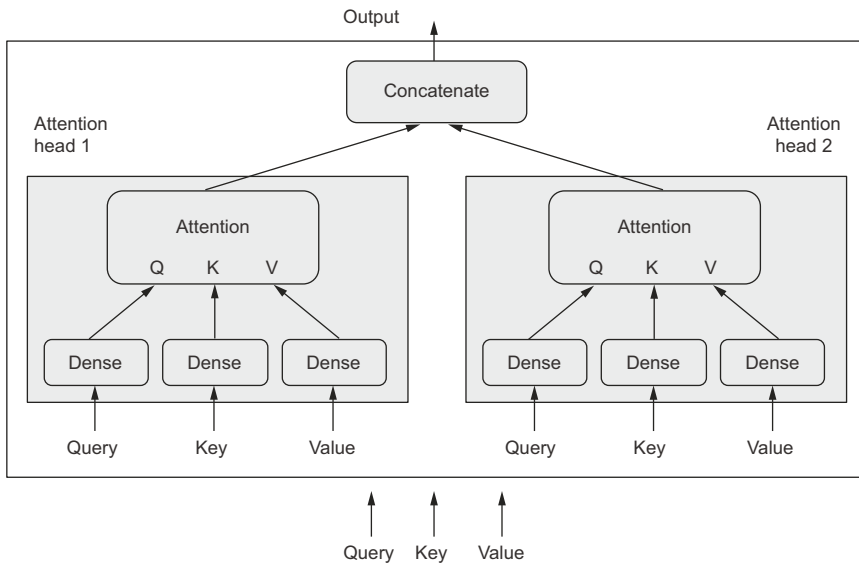 Output
Concatenate
Attention
head 1
Attention
head 2
Attention
Q K V
Attention
Q K V
Dense Dense Dense
Dense Dense Dense
Query Key Value
Query Key Value
Query Key Value